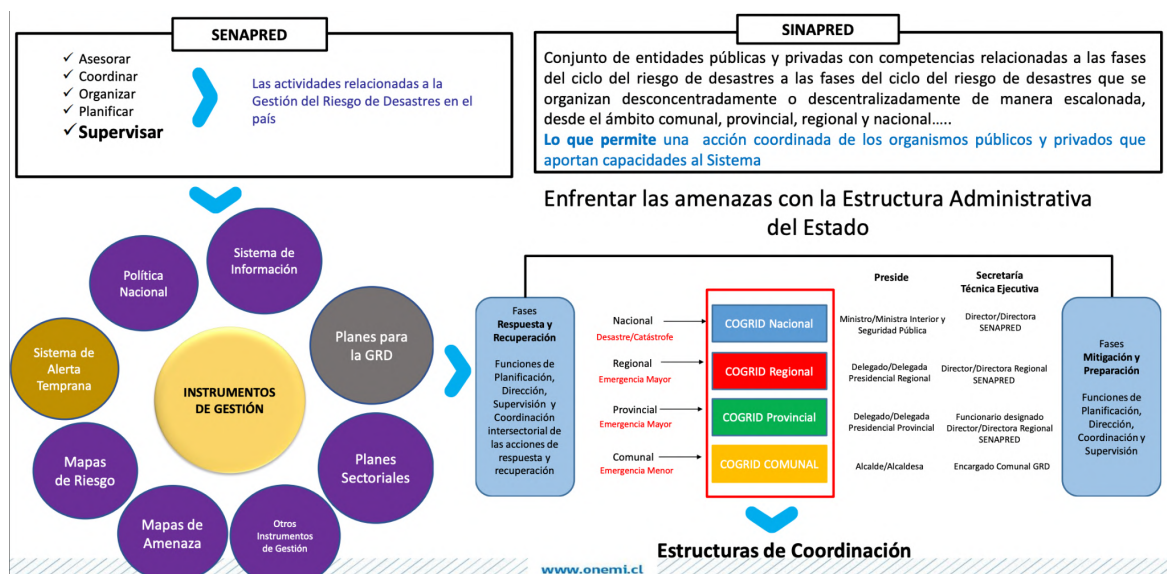 SENAPRED
✓ Asesorar
✓ Coordinar
✓ Organizar
✓ Planificar
✓ Supervisar
Las actividades relacionadas a la
Gestión del Riesgo de Desastres en el
país
SINAPRED
Conjunto de entidades públicas y privadas con competencias relacionadas a las fases
del ciclo del riesgo de desastres a las fases del ciclo del riesgo de desastres que se
organizan desconcentradamente o descentralizadamente de manera escalonada,
desde el ámbito comunal, provincial, regional y nacional…..
Lo que permite una acción coordinada de los organismos públicos y privados que
aportan capacidades al Sistema
Enfrentar las amenazas con la Estructura Administrativa
del Estado
Sistema de
Información
Política
Nacional
Planes para
la GRD
Sistema de
Alerta
Temprana
INSTRUMENTOS
DE GESTIÓN
Mapas
de Riesgo
Planes
Sectoriales
Mapas de
Amenaza
Otros
Instrumentos
de Gestión
Fases
Respuesta y
Recuperación
Funciones de
Planificación,
Dirección,
Supervisión y
Coordinación
intersectorial de
las acciones de
respuesta y
recuperación
Preside
Secretaría
Técnica Ejecutiva
Nacional
Desastre/Catástrofe
COGRID Nacional
Ministro/Ministra Interior y
Seguridad Pública
Director/Directora
SENAPRED
Regional
Emergencia Mayor
COGRID Regional
Delegado/Delegada
Presidencial Regional
Director/Directora Regional
SENAPRED
Provincial
Emergencia Mayor
COGRID Provincial
Delegado/Delegada
Presidencial Provincial
Funcionario designado
Director/Directora Regional
SENAPRED
Comunal
Emergencia Menor
COGRID COMUNAL
Alcalde/Alcaldesa
Encargado Comunal GRD
Fases
Mitigación y
Preparación
Funciones de
Planificación,
Dirección,
Coordinación y
Supervisión
Estructuras de Coordinación
www.onemi.cl